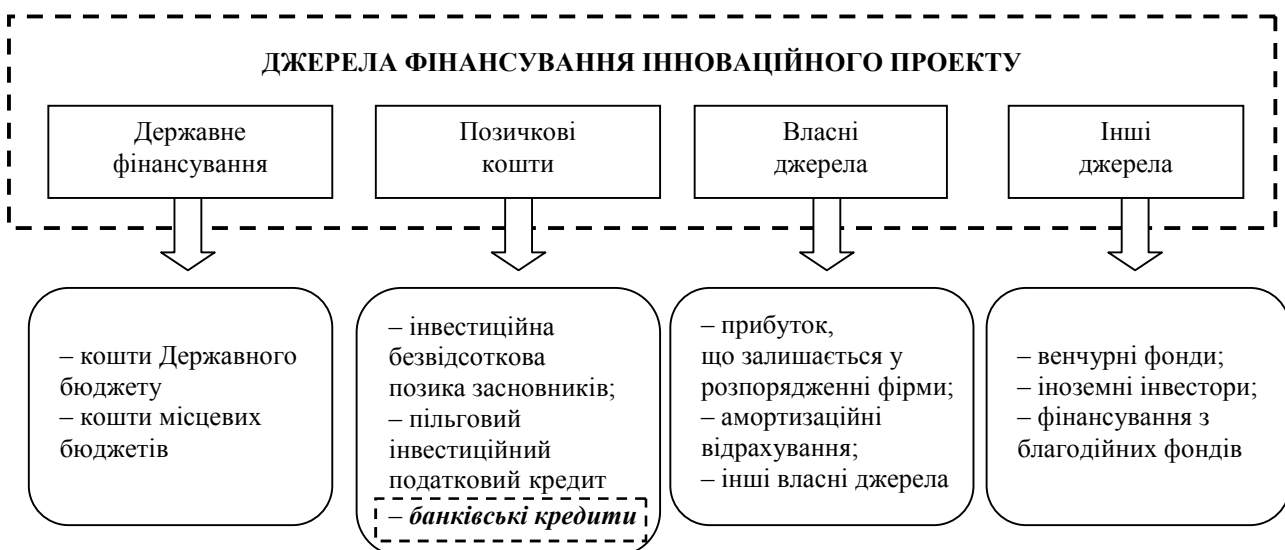 ДЖЕРЕЛА ФІНАНСУВАННЯ ІННОВАЦІЙНОГО ПРОЕКТУ
Державне
фінансування
Позичкові
кошти
Власні
джерела
Інші
джерела
– кошти Державного
бюджету
– кошти місцевих
бюджетів
– інвестиційна
безвідсоткова
позика засновників;
– пільговий
інвестиційний
податковий кредит
– банківські кредити
– прибуток,
що залишається у
розпорядженні фірми;
– амортизаційні
відрахування;
– інші власні джерела
– венчурні фонди;
– іноземні інвестори;
– фінансування з
благодійних фондів